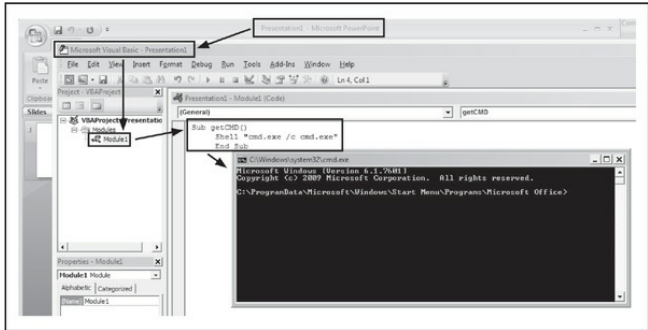 Presentation1 - Microsoft PowerPoint
Microsoft Visual Basic - Presentation1
File Edit View Insert Format Debug Run Tools Add-Ins Window Help
Paste
Ln 4, Col 1
Project - VBAProject
Clipboar
Presentation1 - Module1 (Code)
Slides
(General)
getCMD
VBAProject (Presentatio
Modules
Module1
Sub getCMD()
Shell "cmd.exe /c cmd.exe"
End Sub
C:\Windows\system32\cmd.exe
Microsoft Windows [Version 6.1.7601]
Copyright (c) 2009 Microsoft Corporation. All rights reserved.
C:\ProgramData\Microsoft\Windows\Start Menu\Programs\Microsoft Office>
Properties - Module1
Module1 Module
Alphabetic Categorized
(Name) Module1